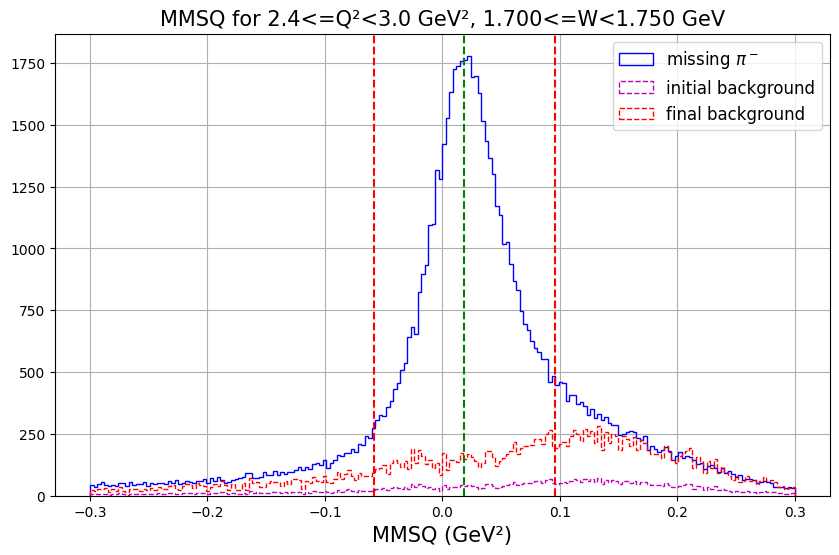 MMSQ for 2.4<=Q²<3.0 GeV², 1.700<=W<1.750 GeV
missing π⁻
initial background
final background
1750
1500
1250
1000
750
500
250
0
−0.3 −0.2 −0.1 0.0 0.1 0.2 0.3
MMSQ (GeV²)